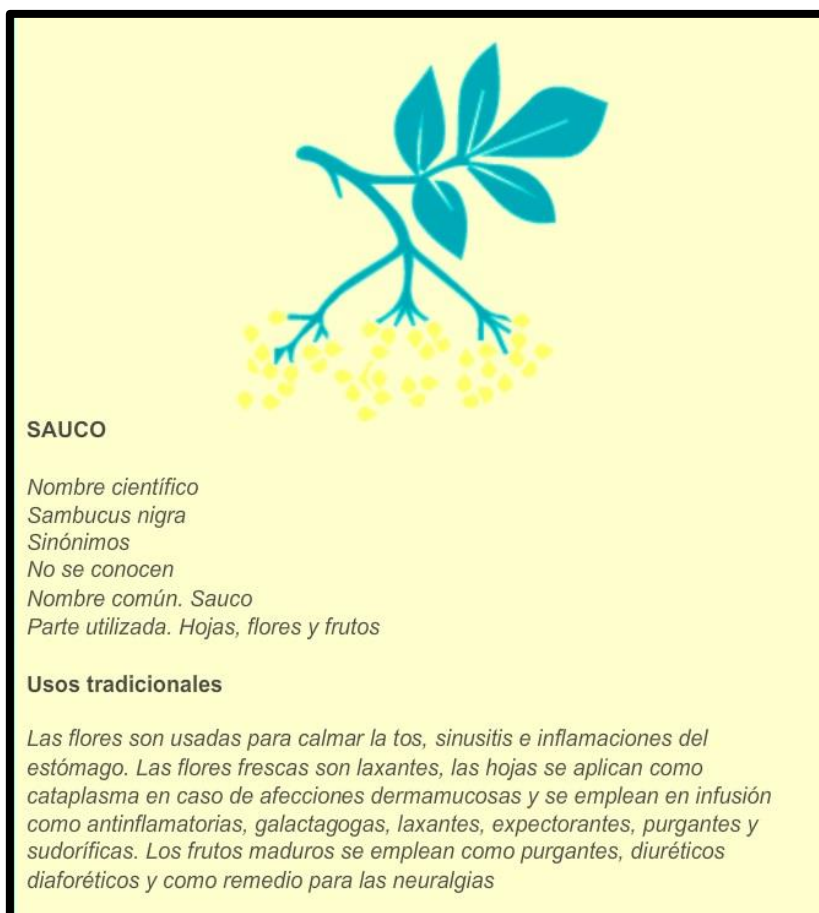 SAUCO
Nombre científico
Sambucus nigra
Sinónimos
No se conocen
Nombre común. Sauco
Parte utilizada. Hojas, flores y frutos
Usos tradicionales
Las flores son usadas para calmar la tos, sinusitis e inflamaciones del
estómago. Las flores frescas son laxantes, las hojas se aplican como
cataplasma en caso de afecciones dermamucosas y se emplean en infusión
como antinflamatorias, galactagogas, laxantes, expectorantes, purgantes y
sudoríficas. Los frutos maduros se emplean como purgantes, diuréticos
diaforéticos y como remedio para las neuralgias